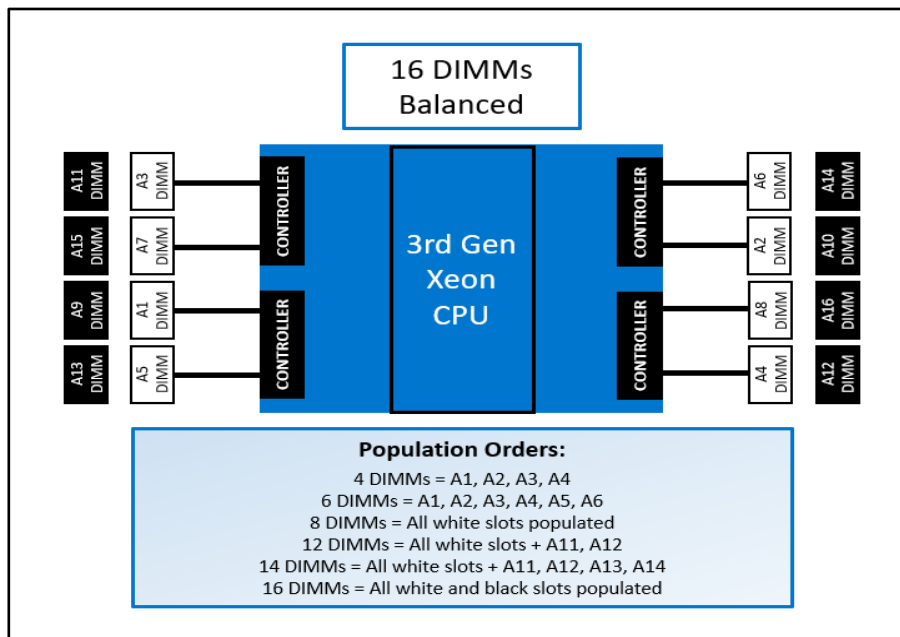 16 DIMMs
Balanced
A11
DIMM
A3
DIMM
A15
DIMM
A7
DIMM
A9
DIMM
A1
DIMM
A13
DIMM
A5
DIMM
CONTROLLER
CONTROLLER
3rd Gen
Xeon
CPU
CONTROLLER
CONTROLLER
A6
DIMM
A14
DIMM
A2
DIMM
A10
DIMM
A8
DIMM
A16
DIMM
A4
DIMM
A12
DIMM
Population Orders:
4 DIMMs = A1, A2, A3, A4
6 DIMMs = A1, A2, A3, A4, A5, A6
8 DIMMs = All white slots populated
12 DIMMs = All white slots + A11, A12
14 DIMMs = All white slots + A11, A12, A13, A14
16 DIMMs = All white and black slots populated